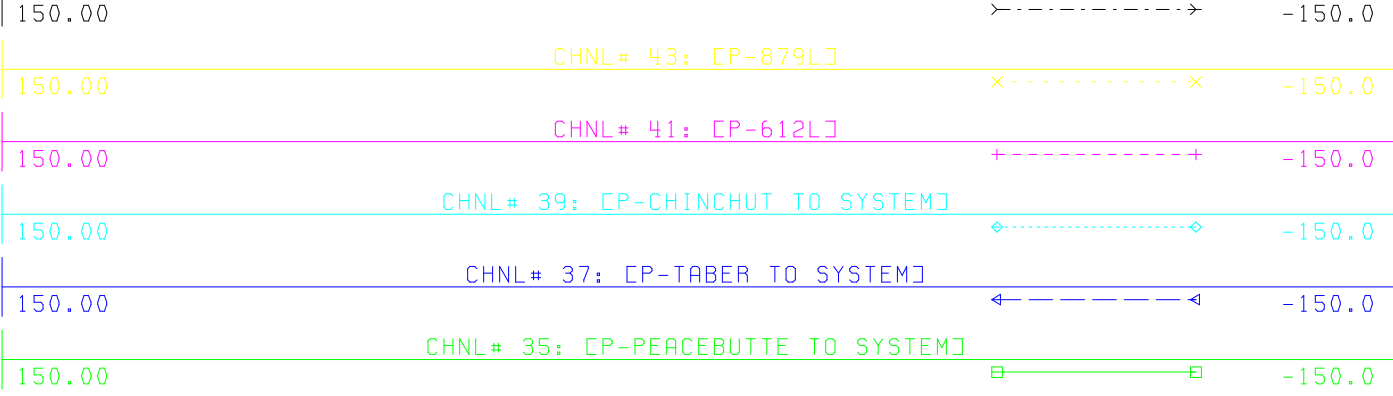 150.00 -150.0
CHNL# 43: [P-879L]
150.00 -150.0
CHNL# 41: [P-612L]
150.00 -150.0
CHNL# 39: [P-CHINCHUT TO SYSTEM]
150.00 -150.0
CHNL# 37: [P-TABER TO SYSTEM]
150.00 -150.0
CHNL# 35: [P-PEACEBUTTE TO SYSTEM]
150.00 -150.0